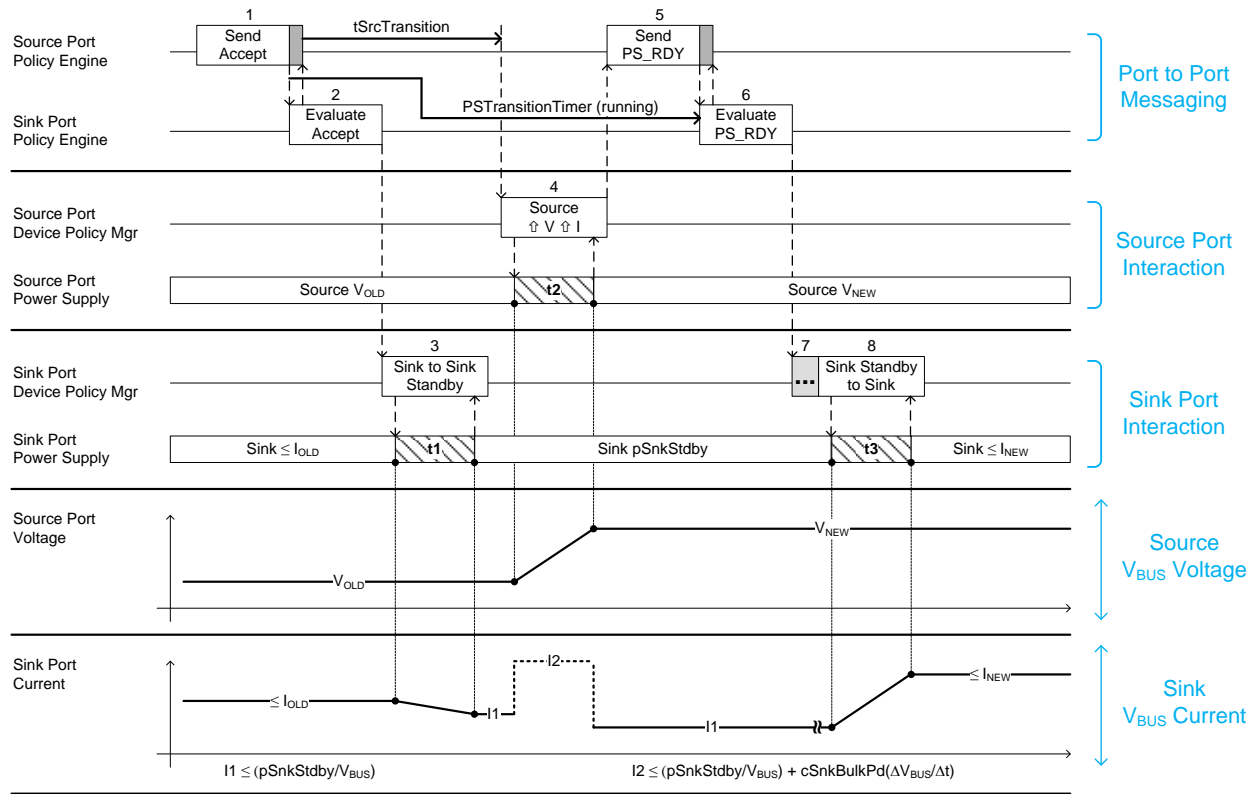 1
Source Port
Policy Engine
Send
Accept
tSrcTransition
5
Send
PS_RDY
Port to Port
Messaging
2
PSTransitionTimer (running)
6
Sink Port
Policy Engine
Evaluate
Accept
Evaluate
PS_RDY
4
Source Port
Device Policy Mgr
Source
⇧ V ⇧ I
Source Port
Interaction
Source Port
Power Supply
Source VOLD
t2
Source VNEW
3
7
8
Sink Port
Device Policy Mgr
Sink to Sink
Standby
...
Sink Standby
to Sink
Sink Port
Interaction
Sink Port
Power Supply
Sink ≤ IOLD
t1
Sink pSnkStdby
t3
Sink ≤ INEW
Source Port
Voltage
VNEW
VOLD
Source
VBUS Voltage
Sink Port
Current
≤ IOLD
I1
I2
I1
≤ INEW
Sink
VBUS Current
I1 ≤ (pSnkStdby/VBUS)
I2 ≤ (pSnkStdby/VBUS) + cSnkBulkPd(ΔVBUS/Δt)